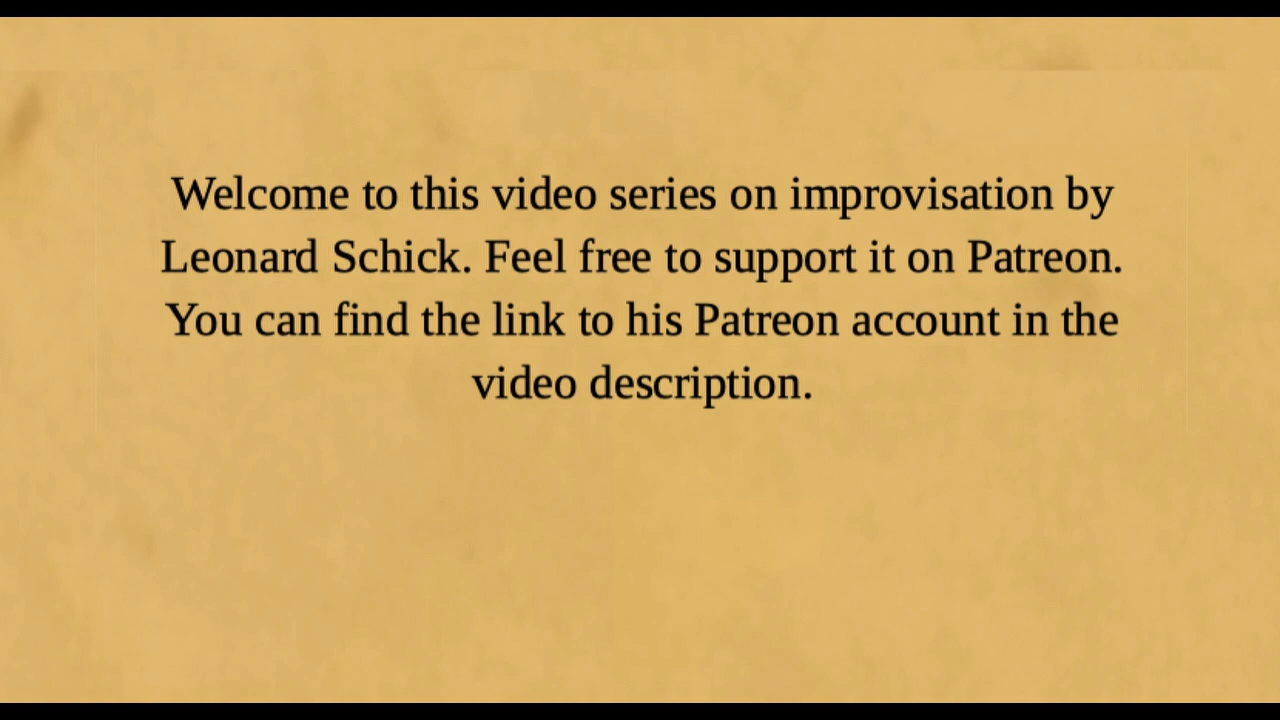 Welcome to this video series on improvisation by
Leonard Schick. Feel free to support it on Patreon.
You can find the link to his Patreon account in the
video description.